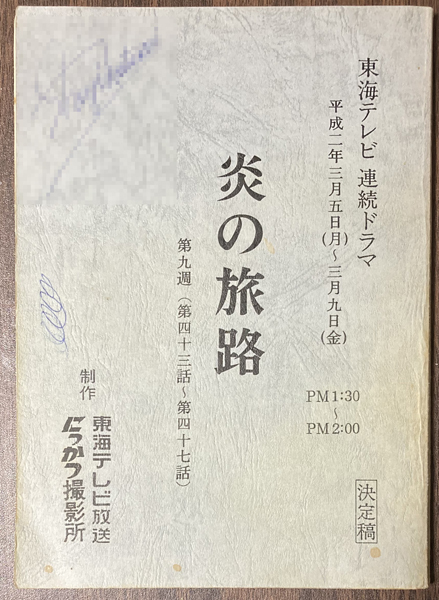 東海テレビ 連続ドラマ
平成二年三月五日(月)〜三月九日(金)
PM1:30
〜
PM2:00
決定稿
炎の旅路
第九週(第四十三話〜第四十七話)
制作
東海テレビ放送
にっかつ撮影所